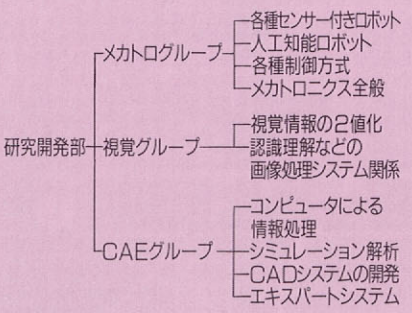 研究開発部
メカトログループ
各種センサー付きロボット
人工知能ロボット
各種制御方式
メカトロニクス全般
視覚グループ
視覚情報の2値化
認識理解などの
画像処理システム関係
CAEグループ
コンピュータによる
情報処理
シミュレーション解析
CADシステムの開発
エキスパートシステム